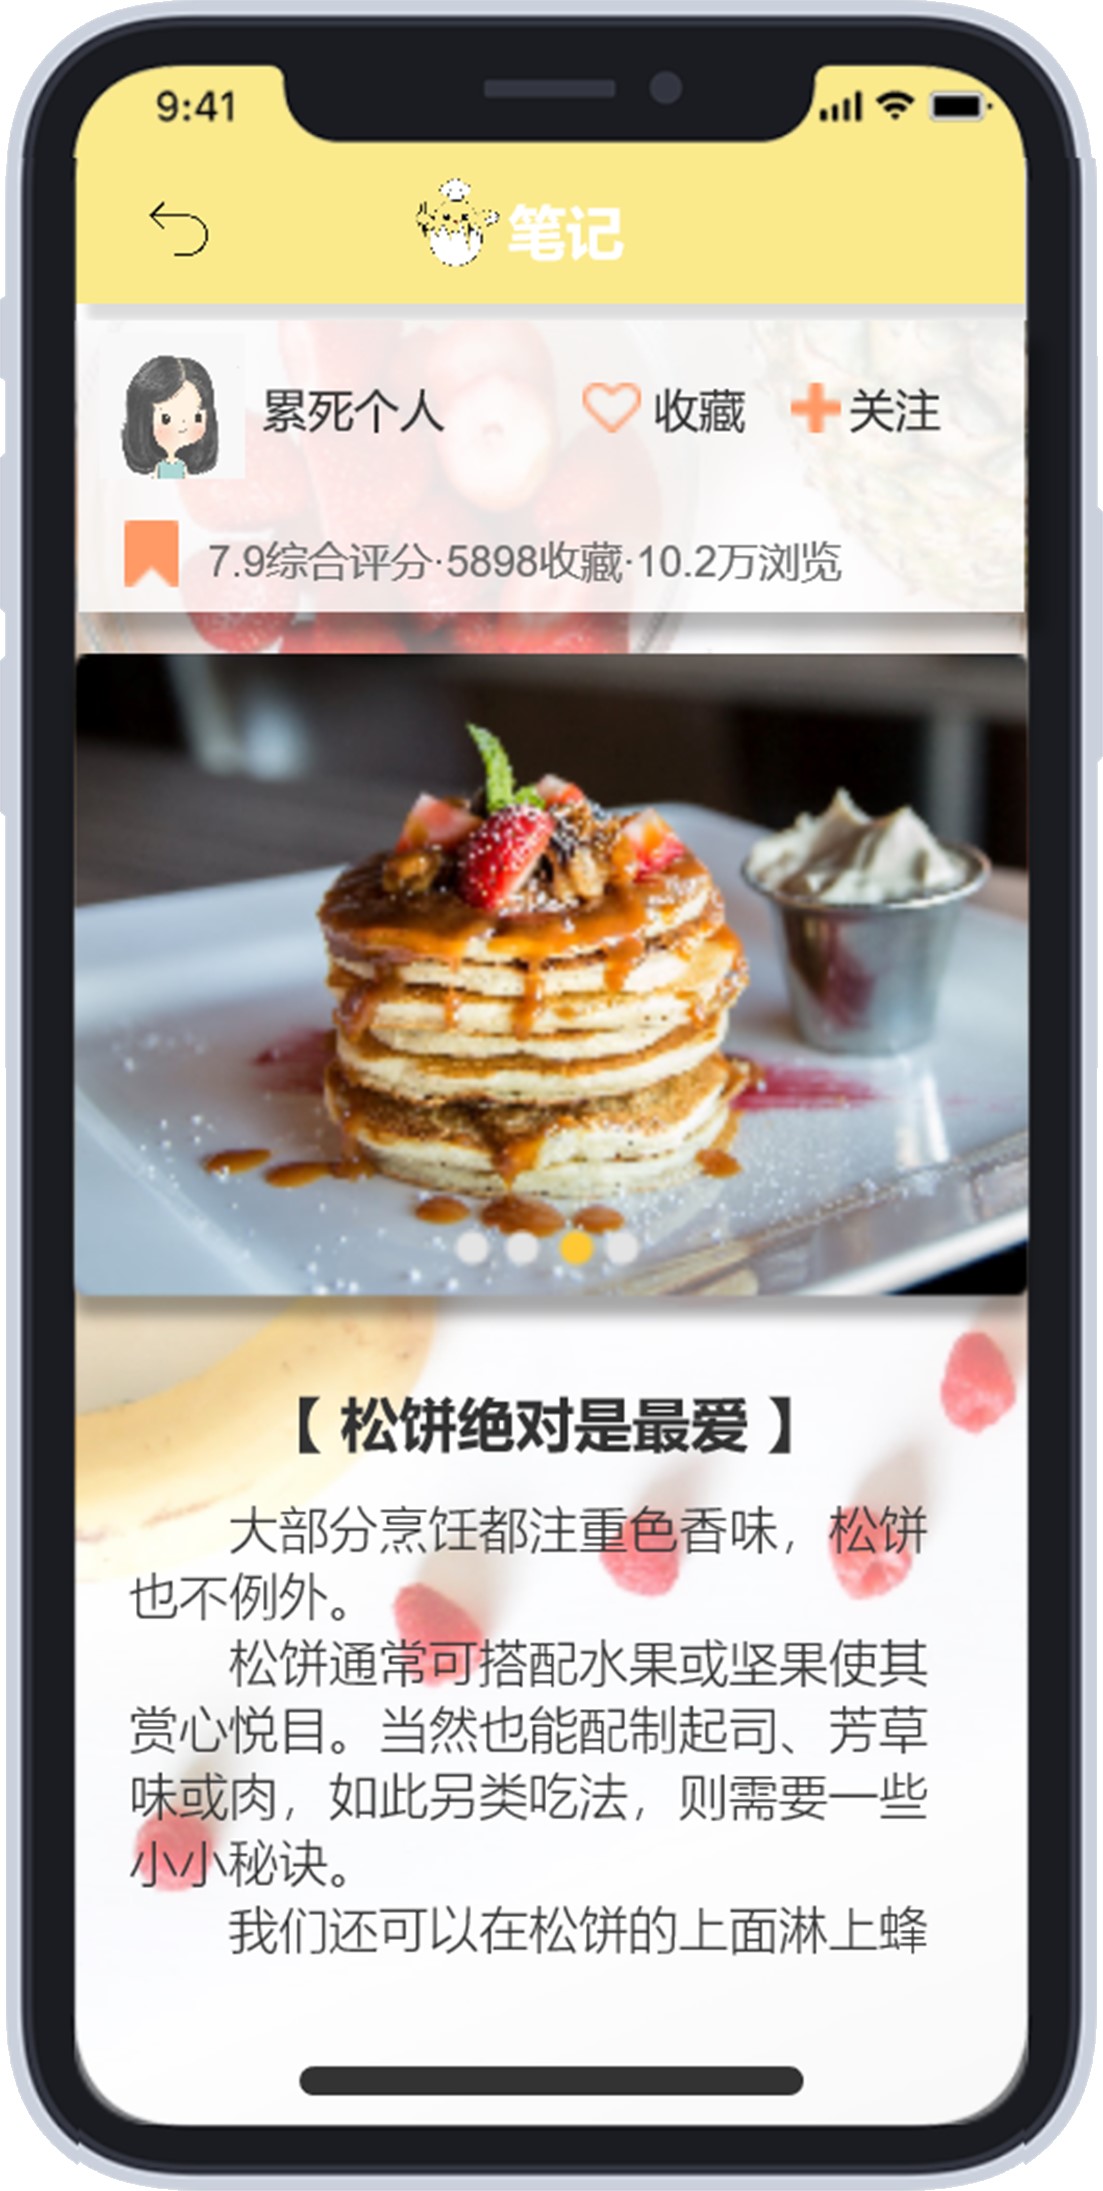 9:41
笔记
累死个人 收藏 关注
7.9综合评分·5898收藏·10.2万浏览
【 松饼绝对是最爱 】
大部分烹饪都注重色香味，松饼
也不例外。
松饼通常可搭配水果或坚果使其
赏心悦目。当然也能配制起司、芳草
味或肉，如此另类吃法，则需要一些
小小秘诀。
我们还可以在松饼的上面淋上蜂